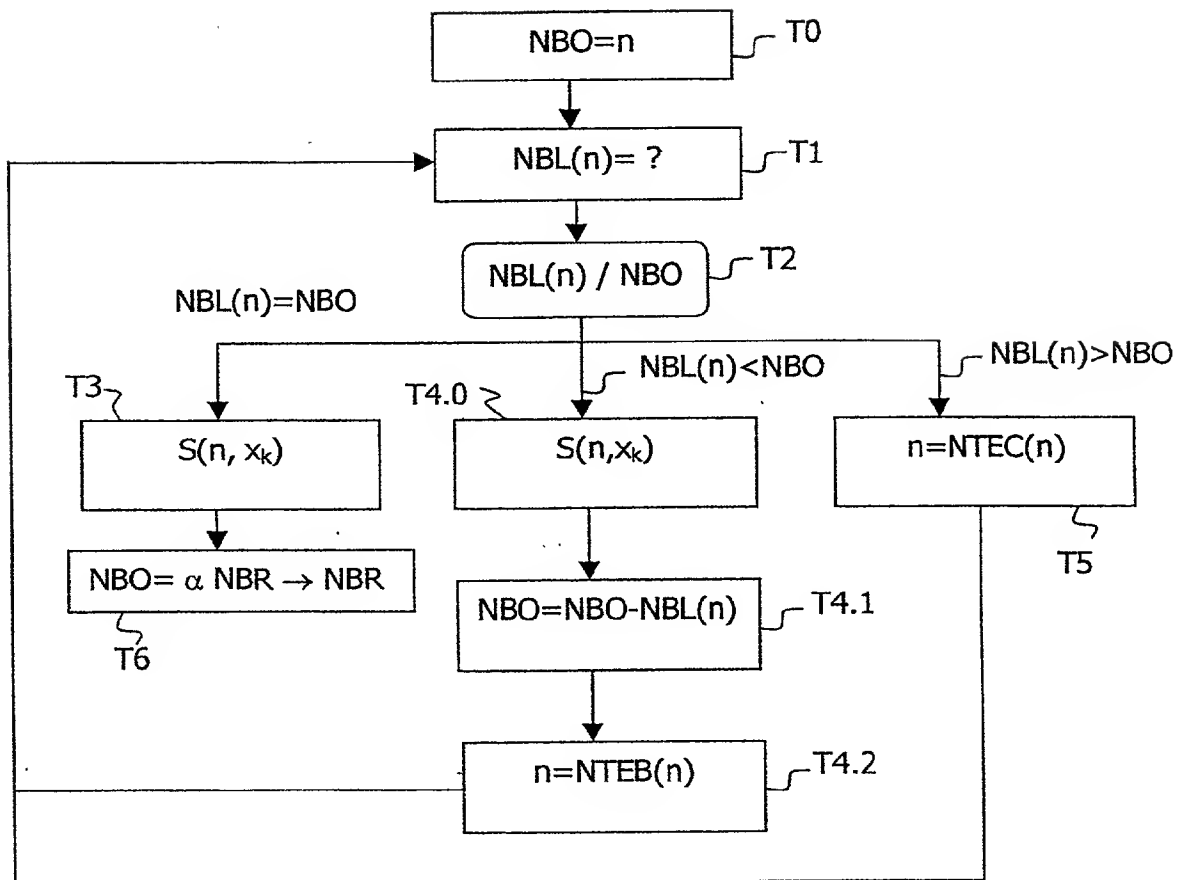 NBO=n
T0
NBL(n)= ?
T1
NBL(n) / NBO
T2
NBL(n)=NBO
NBL(n)<NBO
NBL(n)>NBO
T3
S(n, xk)
T4.0
S(n,xk)
n=NTEC(n)
T5
NBO= α NBR → NBR
T6
NBO=NBO-NBL(n)
T4.1
n=NTEB(n)
T4.2